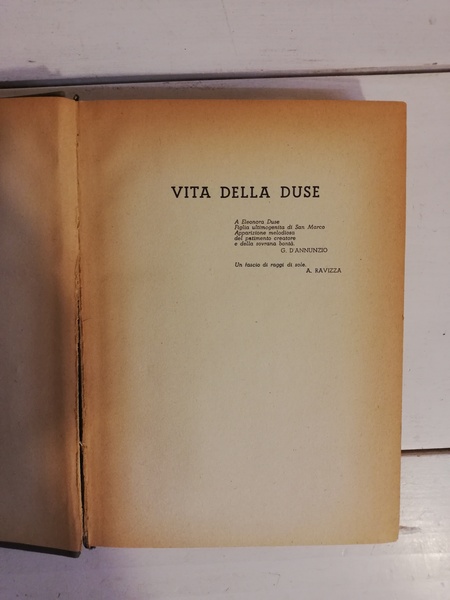 VITA DELLA DUSE
A Eleonora Duse
Figlia ultimogenita di San Marco
Apparizione melodiosa
del patimento creatore
e della sovrana bontà.
G. D'ANNUNZIO
Un fascio di raggi di sole.
A. RAVIZZA